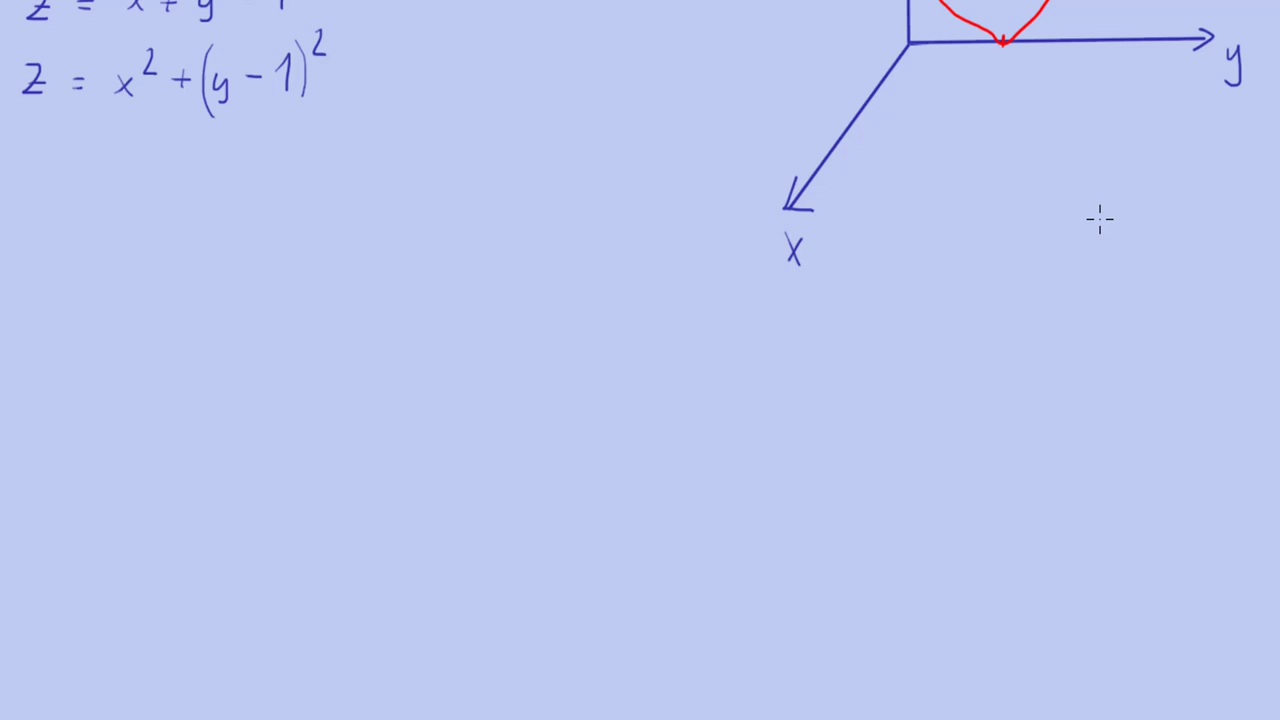 z = x² + (y - 1)²
y
x